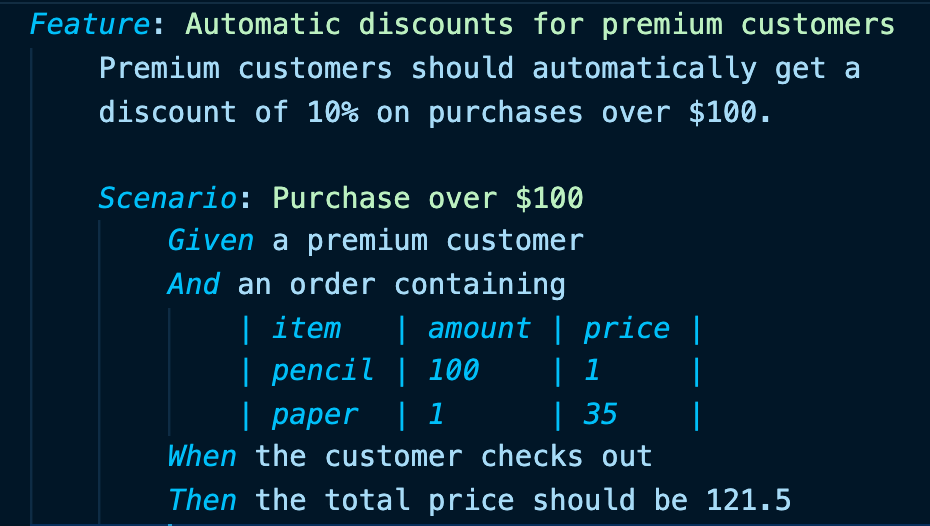 Feature: Automatic discounts for premium customers
Premium customers should automatically get a
discount of 10% on purchases over $100.
Scenario: Purchase over $100
Given a premium customer
And an order containing
| item | amount | price |
| pencil | 100 | 1 |
| paper | 1 | 35 |
When the customer checks out
Then the total price should be 121.5